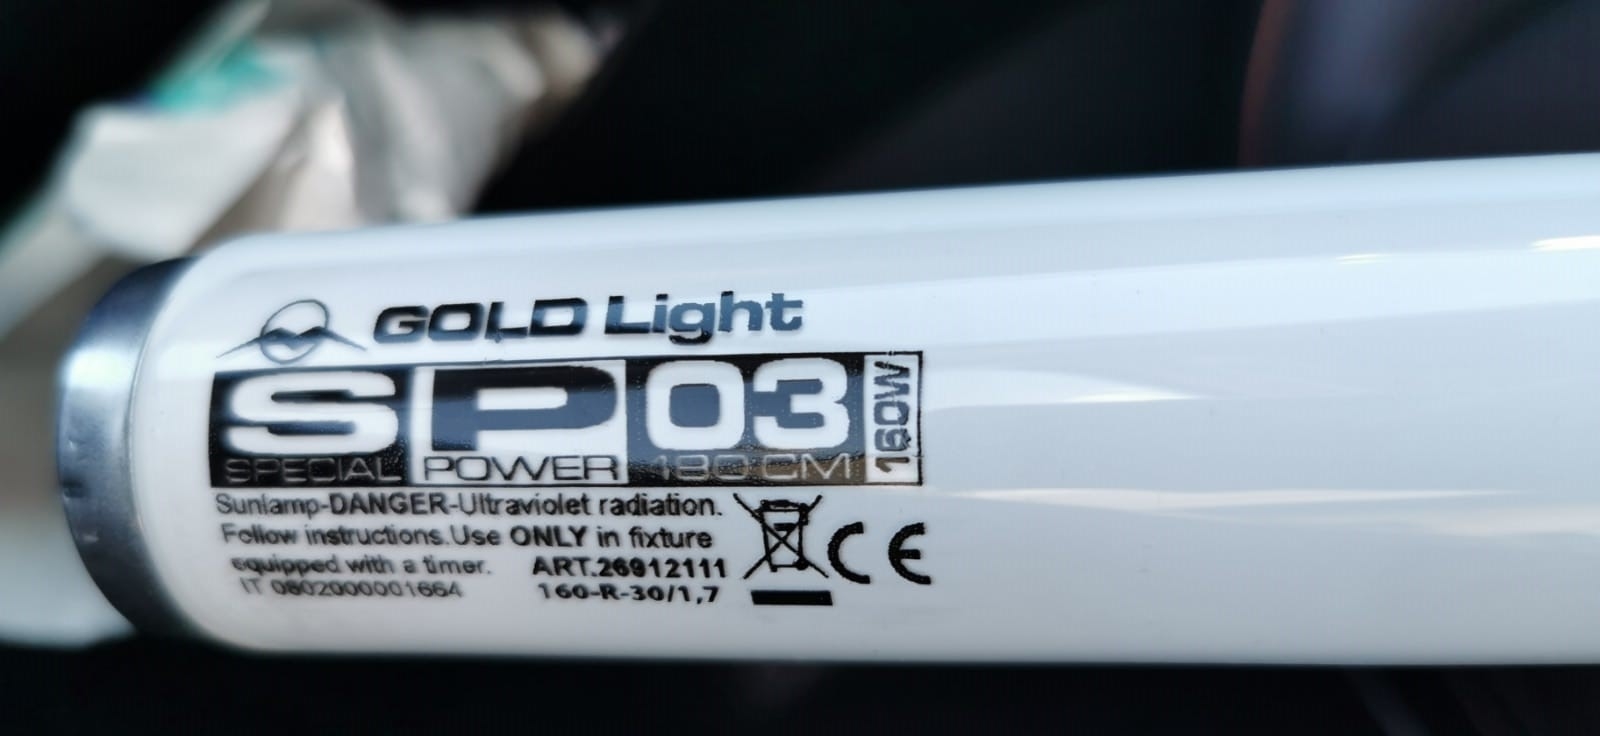 GOLD Light
SP03 160W
SPECIAL POWER 180 CM
Sunlamp-DANGER-Ultraviolet radiation.
Follow instructions.Use ONLY in fixture
equipped with a timer. ART.26912111
IT 08020000001664 160-R-30/1,7
CE